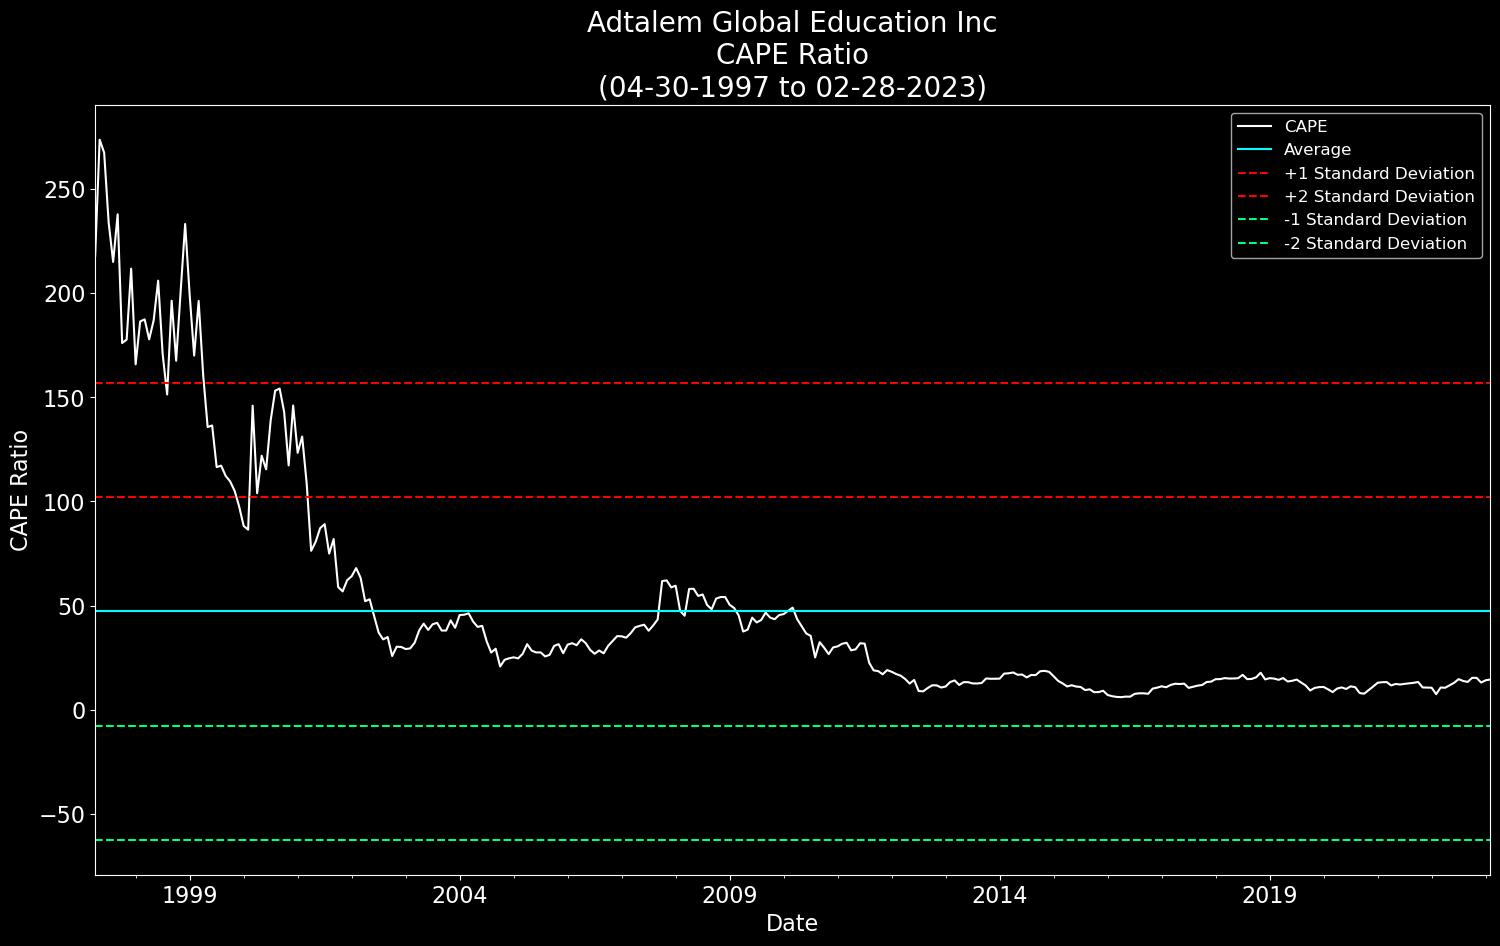 Adtalem Global Education Inc
CAPE Ratio
(04-30-1997 to 02-28-2023)
CAPE
Average
+1 Standard Deviation
+2 Standard Deviation
-1 Standard Deviation
-2 Standard Deviation
CAPE Ratio
250
200
150
100
50
0
−50
1999
2004
2009
2014
2019
Date